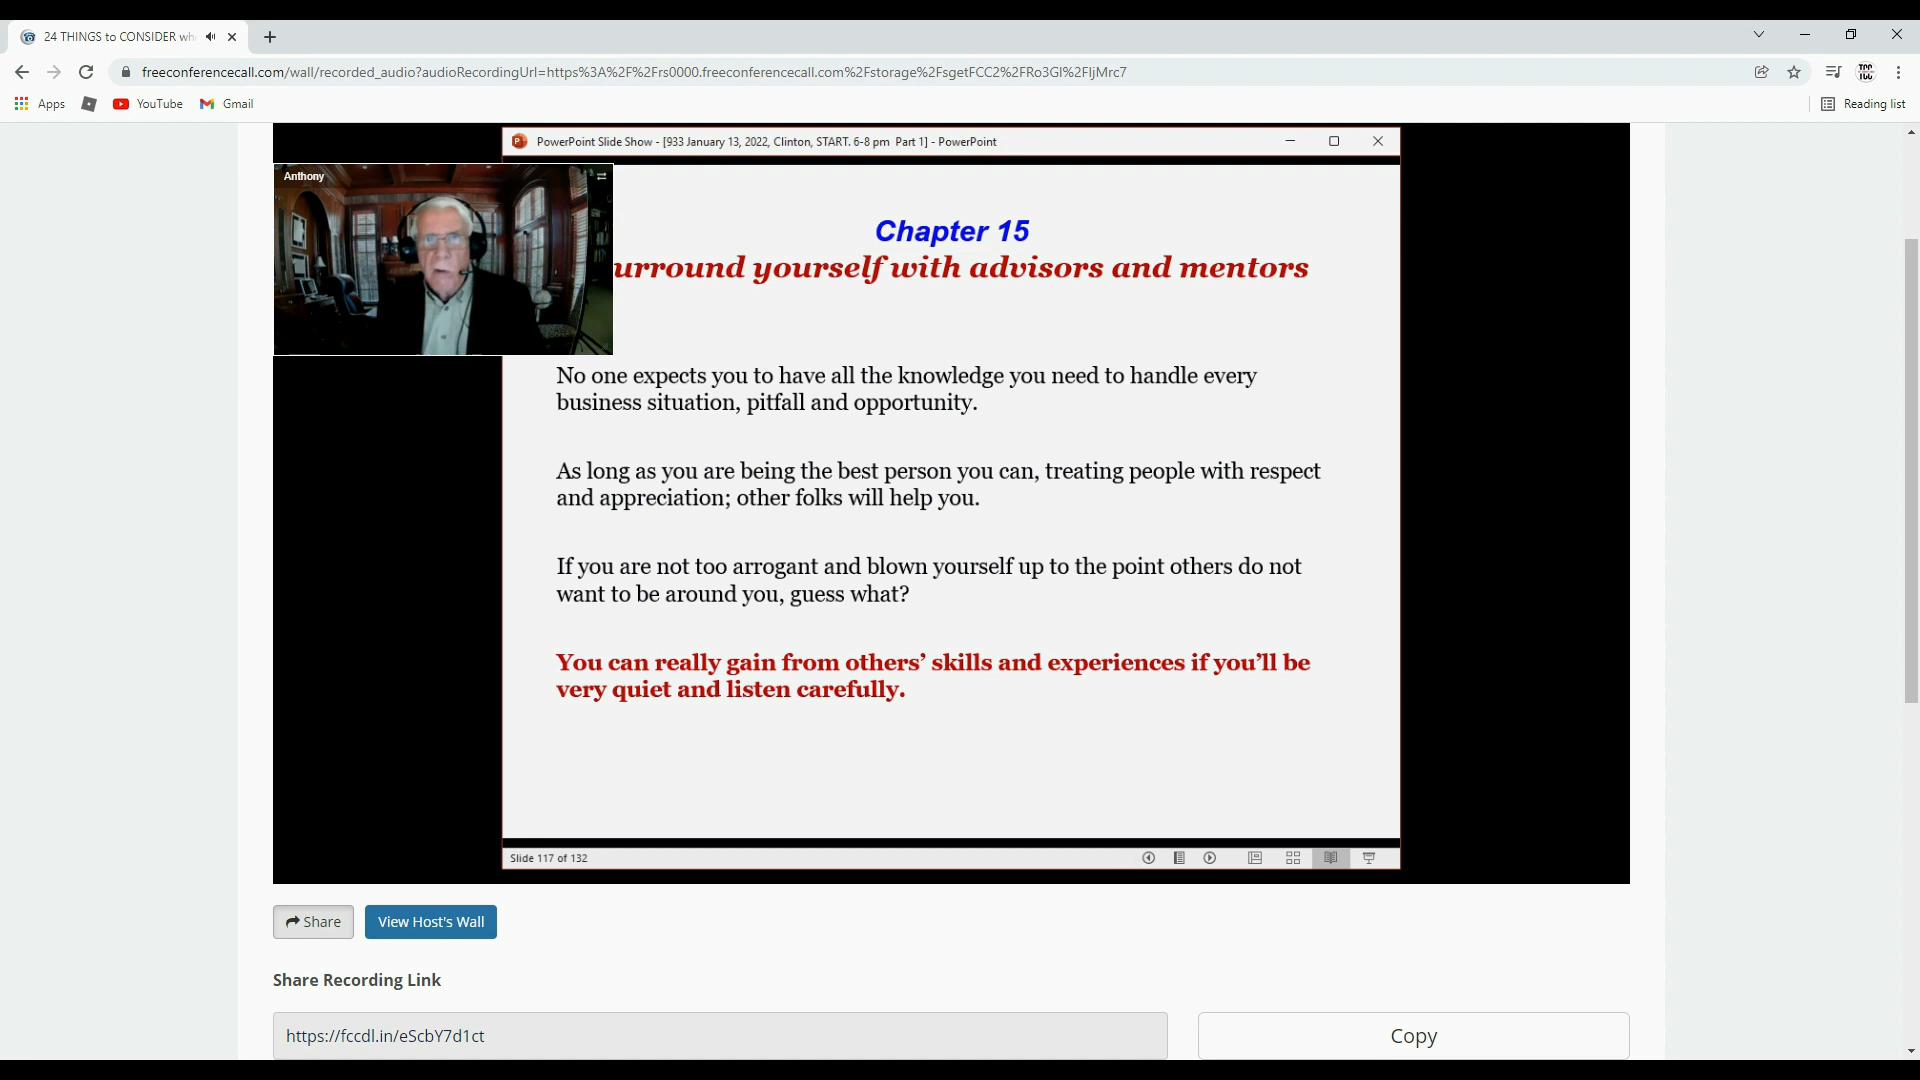 24 THINGS to CONSIDER wh
freeconferencecall.com/wall/recorded_audio?audioRecordingUrl=https%3A%2F%2Frs0000.freeconferencecall.com%2Fstorage%2FsgetFCC2%2FRo3GI%2FIjMrc7
Apps YouTube Gmail Reading list
PowerPoint Slide Show - [933 January 13, 2022, Clinton, START. 6-8 pm Part 1] - PowerPoint
Anthony
Chapter 15
urround yourself with advisors and mentors
No one expects you to have all the knowledge you need to handle every
business situation, pitfall and opportunity.
As long as you are being the best person you can, treating people with respect
and appreciation; other folks will help you.
If you are not too arrogant and blown yourself up to the point others do not
want to be around you, guess what?
You can really gain from others’ skills and experiences if you’ll be
very quiet and listen carefully.
Slide 117 of 132
Share
View Host's Wall
Share Recording Link
https://fccdl.in/eScbY7d1ct
Copy